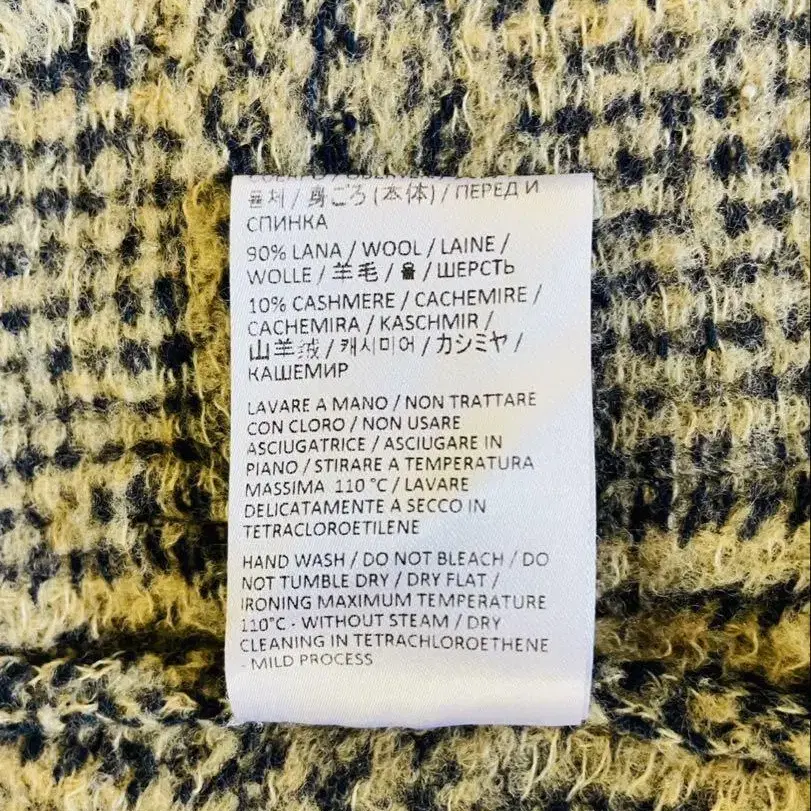 몸체 / 身ごろ (本体) / ПЕРЕД И
СПИНКА
90% LANA / WOOL / LAINE /
WOLLE / 羊毛 / 울 / ШЕРСТЬ
10% CASHMERE / CACHEMIRE /
CACHEMIRA / KASCHMIR /
山羊绒 / 캐시미어 / カシミヤ /
КАШЕМИР
LAVARE A MANO / NON TRATTARE
CON CLORO / NON USARE
ASCIUGATRICE / ASCIUGARE IN
PIANO / STIRARE A TEMPERATURA
MASSIMA 110 °C / LAVARE
DELICATAMENTE A SECCO IN
TETRACLOROETILENE
HAND WASH / DO NOT BLEACH / DO
NOT TUMBLE DRY / DRY FLAT /
IRONING MAXIMUM TEMPERATURE
110°C - WITHOUT STEAM / DRY
CLEANING IN TETRACHLOROETHENE
- MILD PROCESS